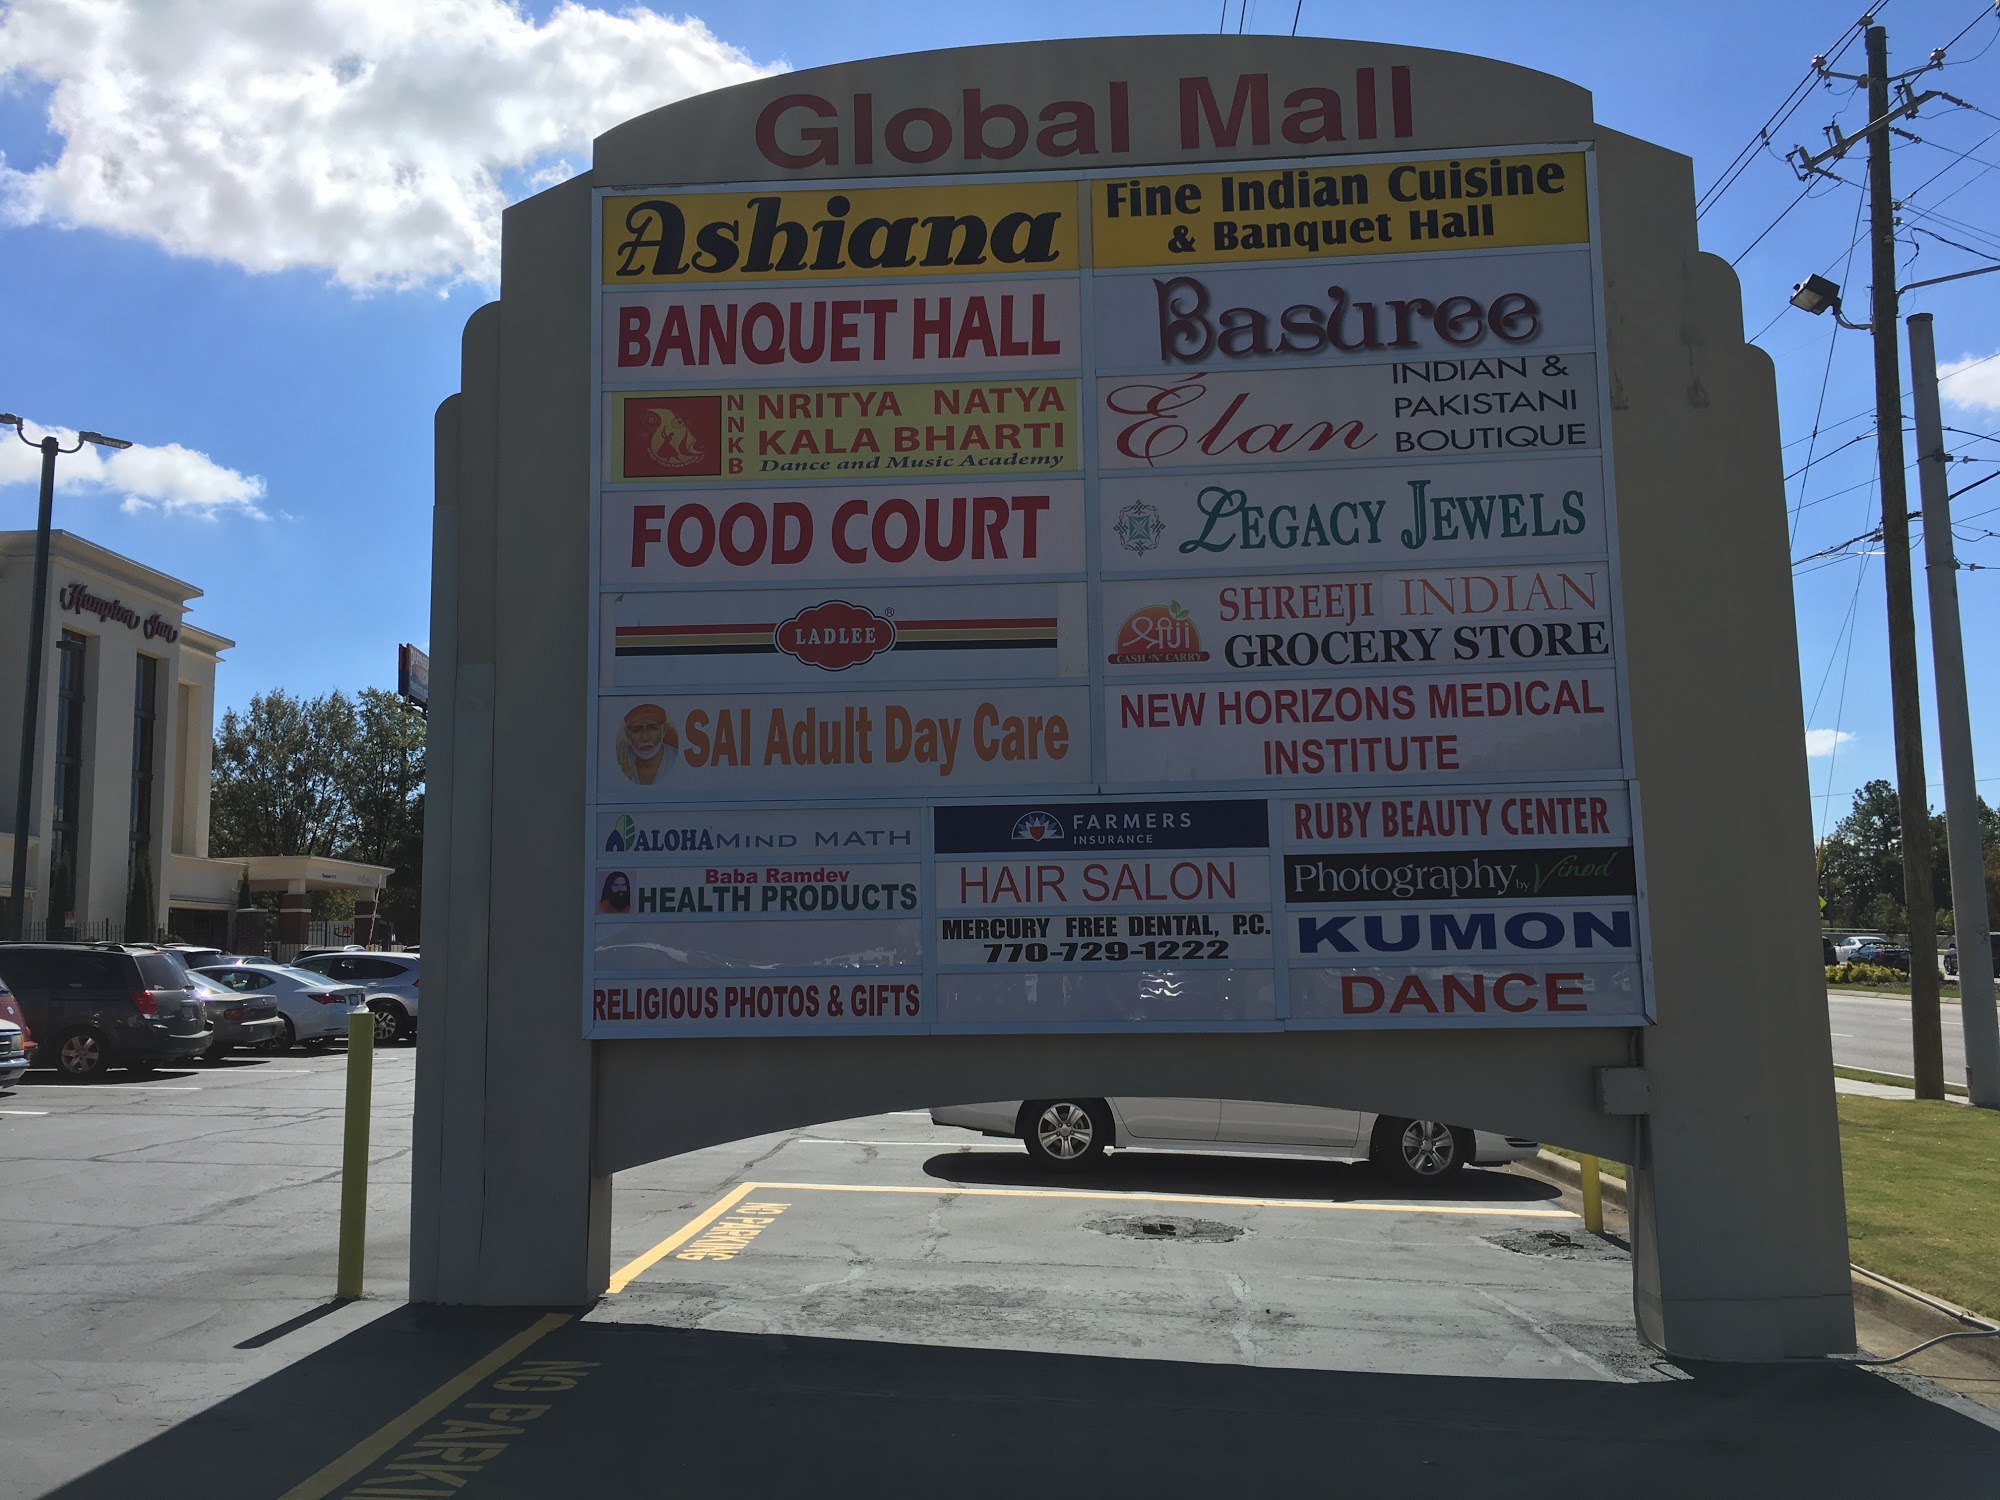 Global Mall
Ashiana
Fine Indian Cuisine
& Banquet Hall
BANQUET HALL
Basuree
NNKB
NRITYA NATYA
KALA BHARTI
Dance and Music Academy
Élan
INDIAN &
PAKISTANI
BOUTIQUE
FOOD COURT
LEGACY JEWELS
LADLEE ®
श्रीजी
CASH 'N' CARRY
SHREEJI INDIAN
GROCERY STORE
SAI Adult Day Care
NEW HORIZONS MEDICAL
INSTITUTE
ALOHA MIND MATH
FARMERS
INSURANCE
RUBY BEAUTY CENTER
Baba Ramdev
HEALTH PRODUCTS
HAIR SALON
Photography by Vinod
MERCURY FREE DENTAL, P.C.
770-729-1222
KUMON
RELIGIOUS PHOTOS & GIFTS
DANCE
Hampton Inn
NO PARKING
NO PARKI